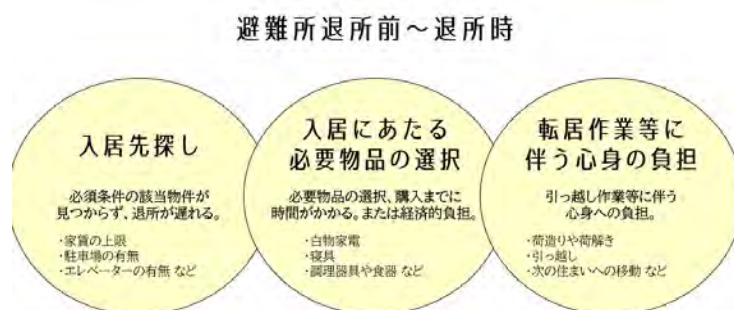 避難所退所前～退所時
入居先探し
必須条件の該当物件が
見つからず、退所が遅れる。
・家賃の上限
・駐車場の有無
・エレベーターの有無 など
入居にあたる
必要物品の選択
必要物品の選択、購入までに
時間がかかる。または経済的負担。
・白物家電
・寝具
・調理器具や食器 など
転居作業等に
伴う心身の負担
引っ越し作業等に伴う
心身への負担。
・荷造りや荷解き
・引っ越し
・次の住まいへの移動 など